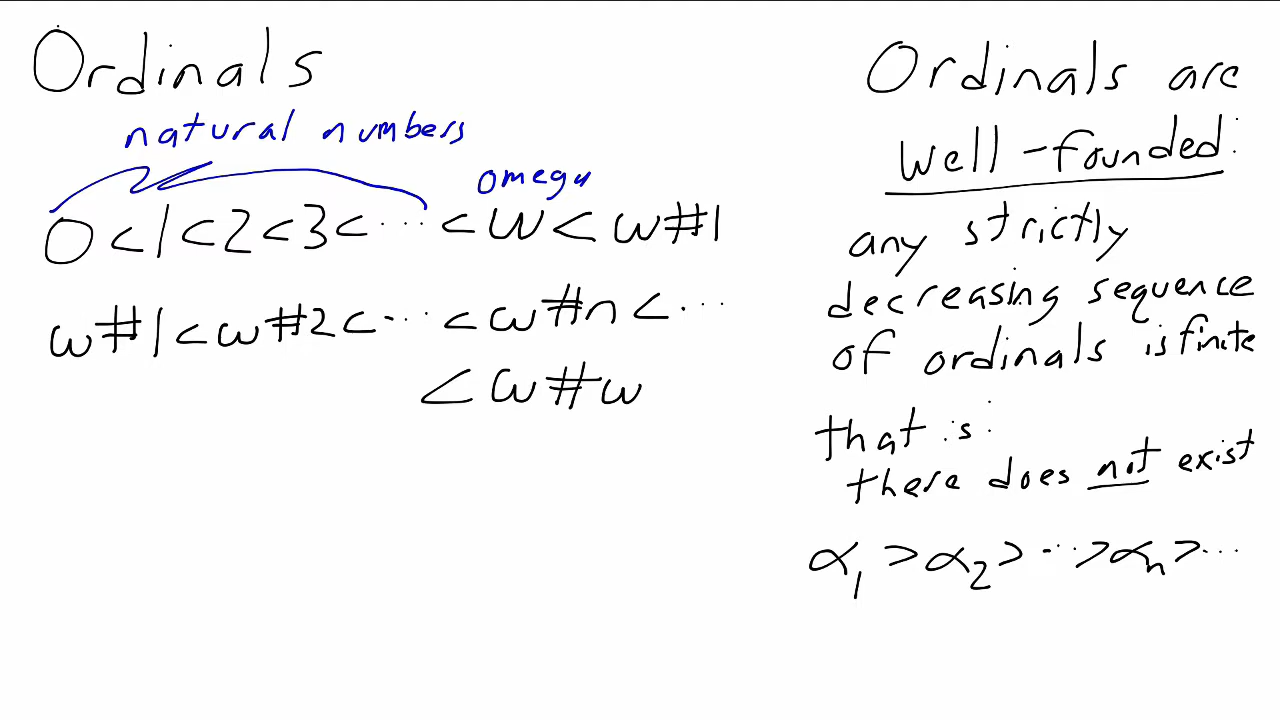 Ordinals
natural numbers
omega
0 < 1 < 2 < 3 < ... < ω < ω#1
ω#1 < ω#2 < ... < ω#n < ...
< ω#ω
Ordinals are
well-founded:
any strictly
decreasing sequence
of ordinals is finite
that is:
there does not exist
α₁ > α₂ > ... > αₙ > ...